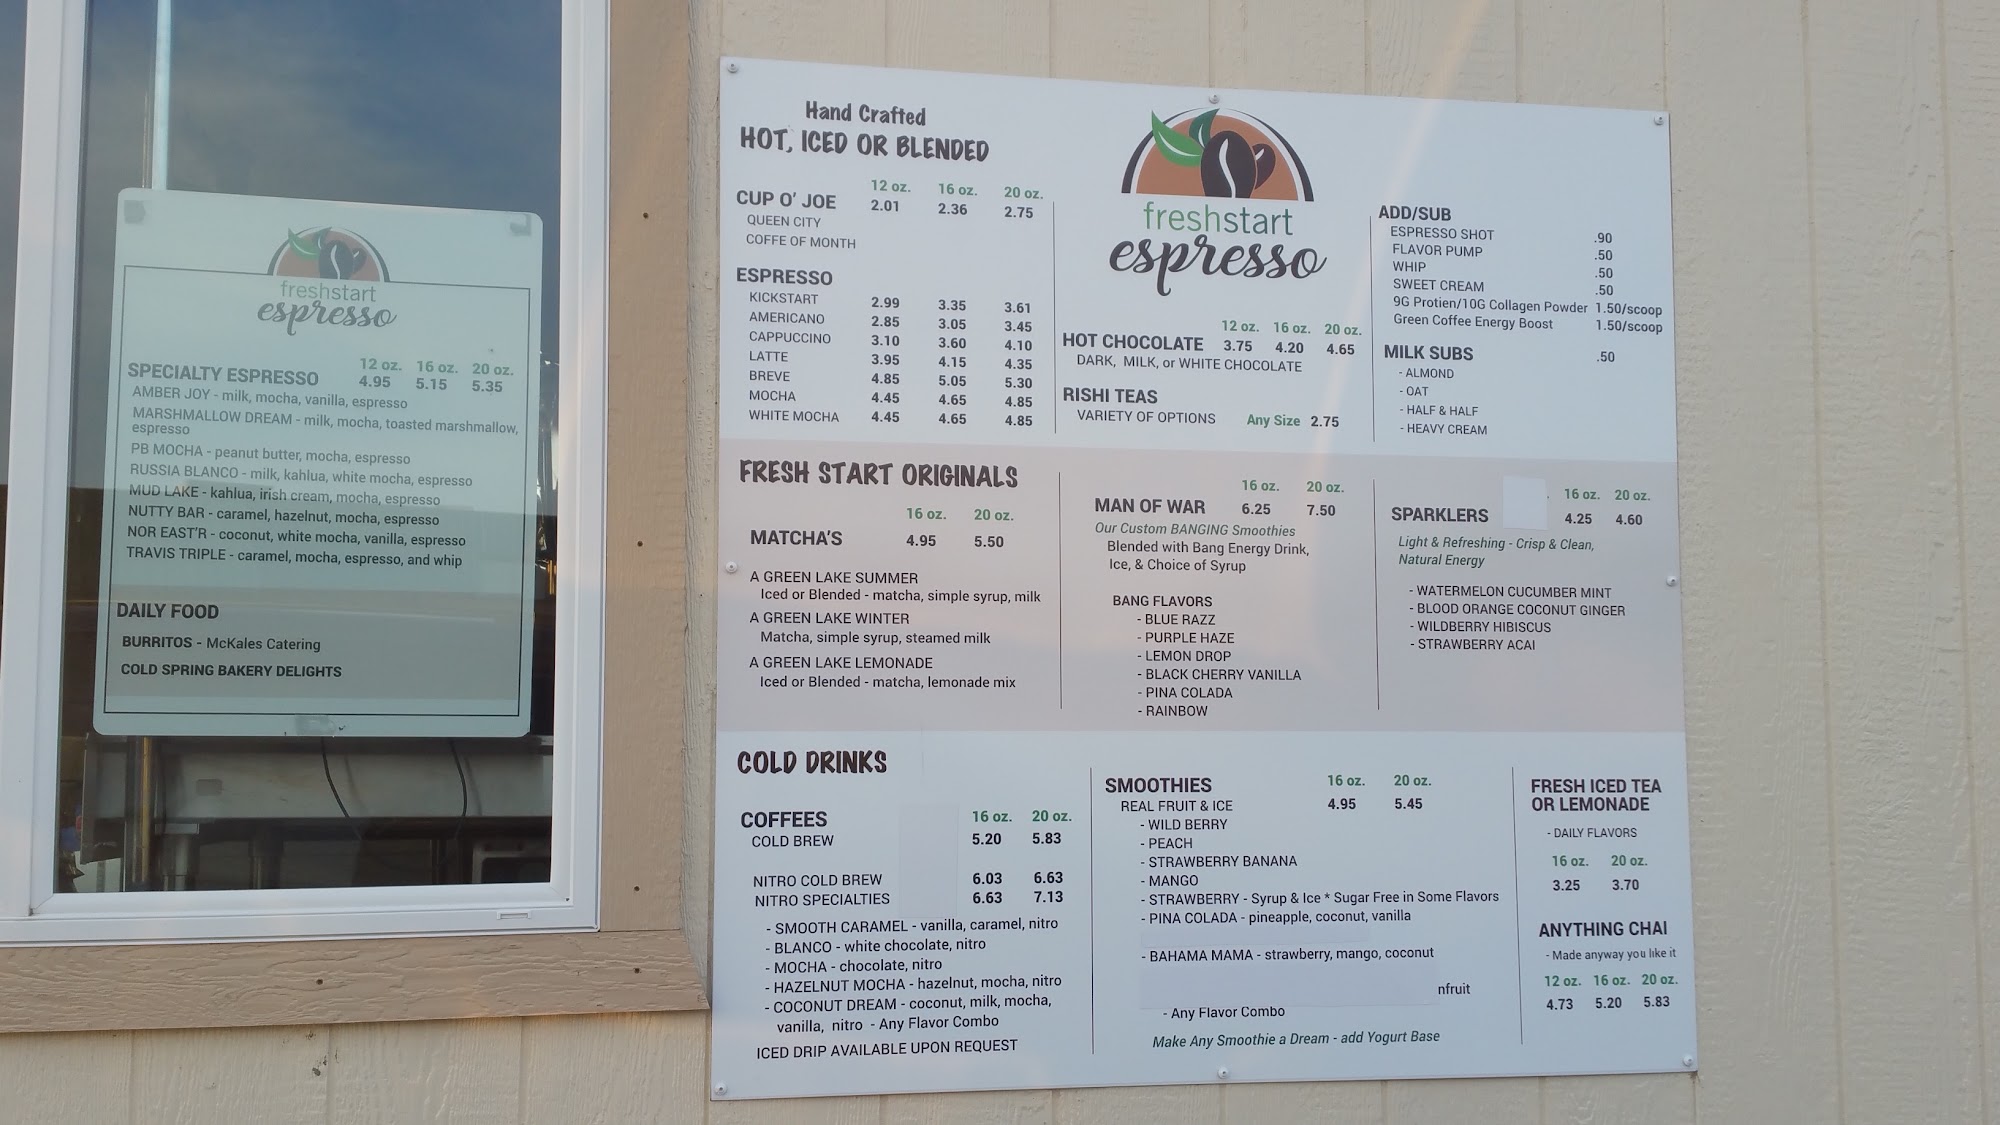 freshstart
espresso
12 oz. 16 oz. 20 oz.
SPECIALTY ESPRESSO 4.95 5.15 5.35
AMBER JOY - milk, mocha, vanilla, espresso
MARSHMALLOW DREAM - milk, mocha, toasted marshmallow,
espresso
PB MOCHA - peanut butter, mocha, espresso
RUSSIA BLANCO - milk, kahlua, white mocha, espresso
MUD LAKE - kahlua, irish cream, mocha, espresso
NUTTY BAR - caramel, hazelnut, mocha, espresso
NOR EAST'R - coconut, white mocha, vanilla, espresso
TRAVIS TRIPLE - caramel, mocha, espresso, and whip
DAILY FOOD
BURRITOS - McKales Catering
COLD SPRING BAKERY DELIGHTS
Hand Crafted
HOT, ICED OR BLENDED
12 oz. 16 oz. 20 oz.
CUP O' JOE 2.01 2.36 2.75
QUEEN CITY
COFFE OF MONTH
ESPRESSO
KICKSTART 2.99 3.35 3.61
AMERICANO 2.85 3.05 3.45
CAPPUCCINO 3.10 3.60 4.10
LATTE 3.95 4.15 4.35
BREVE 4.85 5.05 5.30
MOCHA 4.45 4.65 4.85
WHITE MOCHA 4.45 4.65 4.85
freshstart
espresso
12 oz. 16 oz. 20 oz.
HOT CHOCOLATE 3.75 4.20 4.65
DARK, MILK, or WHITE CHOCOLATE
RISHI TEAS
VARIETY OF OPTIONS Any Size 2.75
ADD/SUB
ESPRESSO SHOT .90
FLAVOR PUMP .50
WHIP .50
SWEET CREAM .50
9G Protien/10G Collagen Powder 1.50/scoop
Green Coffee Energy Boost 1.50/scoop
MILK SUBS .50
- ALMOND
- OAT
- HALF & HALF
- HEAVY CREAM
FRESH START ORIGINALS
16 oz. 20 oz.
MATCHA'S 4.95 5.50
A GREEN LAKE SUMMER
Iced or Blended - matcha, simple syrup, milk
A GREEN LAKE WINTER
Matcha, simple syrup, steamed milk
A GREEN LAKE LEMONADE
Iced or Blended - matcha, lemonade mix
16 oz. 20 oz.
MAN OF WAR 6.25 7.50
Our Custom BANGING Smoothies
Blended with Bang Energy Drink,
Ice, & Choice of Syrup
BANG FLAVORS
- BLUE RAZZ
- PURPLE HAZE
- LEMON DROP
- BLACK CHERRY VANILLA
- PINA COLADA
- RAINBOW
16 oz. 20 oz.
SPARKLERS 4.25 4.60
Light & Refreshing - Crisp & Clean,
Natural Energy
- WATERMELON CUCUMBER MINT
- BLOOD ORANGE COCONUT GINGER
- WILDBERRY HIBISCUS
- STRAWBERRY ACAI
COLD DRINKS
16 oz. 20 oz.
COFFEES
COLD BREW 5.20 5.83
NITRO COLD BREW 6.03 6.63
NITRO SPECIALTIES 6.63 7.13
- SMOOTH CARAMEL - vanilla, caramel, nitro
- BLANCO - white chocolate, nitro
- MOCHA - chocolate, nitro
- HAZELNUT MOCHA - hazelnut, mocha, nitro
- COCONUT DREAM - coconut, milk, mocha,
vanilla, nitro - Any Flavor Combo
ICED DRIP AVAILABLE UPON REQUEST
SMOOTHIES 16 oz. 20 oz.
REAL FRUIT & ICE 4.95 5.45
- WILD BERRY
- PEACH
- STRAWBERRY BANANA
- MANGO
- STRAWBERRY - Syrup & Ice * Sugar Free in Some Flavors
- PINA COLADA - pineapple, coconut, vanilla
- BAHAMA MAMA - strawberry, mango, coconut
nfruit
- Any Flavor Combo
Make Any Smoothie a Dream - add Yogurt Base
FRESH ICED TEA
OR LEMONADE
- DAILY FLAVORS
16 oz. 20 oz.
3.25 3.70
ANYTHING CHAI
- Made anyway you like it
12 oz. 16 oz. 20 oz.
4.73 5.20 5.83